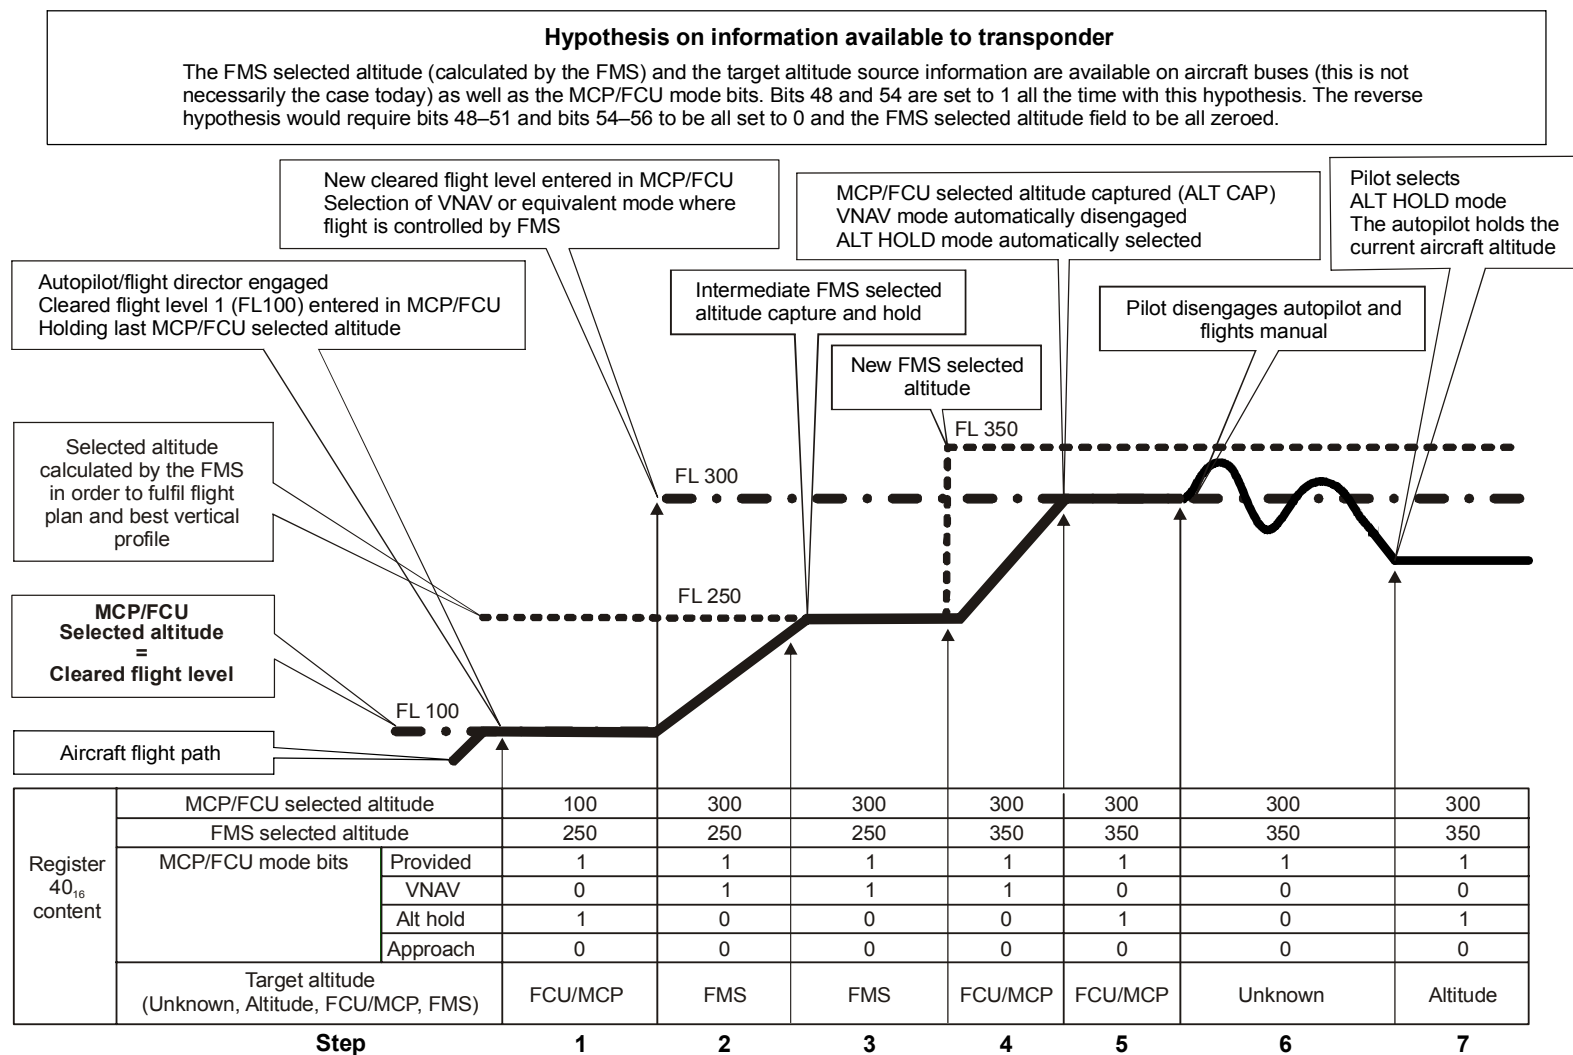 Hypothesis on information available to transponder
The FMS selected altitude (calculated by the FMS) and the target altitude source information are available on aircraft buses (this is not
necessarily the case today) as well as the MCP/FCU mode bits. Bits 48 and 54 are set to 1 all the time with this hypothesis. The reverse
hypothesis would require bits 48–51 and bits 54–56 to be all set to 0 and the FMS selected altitude field to be all zeroed.
New cleared flight level entered in MCP/FCU
Selection of VNAV or equivalent mode where
flight is controlled by FMS
MCP/FCU selected altitude captured (ALT CAP)
VNAV mode automatically disengaged
ALT HOLD mode automatically selected
Pilot selects
ALT HOLD mode
The autopilot holds the
current aircraft altitude
Autopilot/flight director engaged
Cleared flight level 1 (FL100) entered in MCP/FCU
Holding last MCP/FCU selected altitude
Intermediate FMS selected
altitude capture and hold
Pilot disengages autopilot and
flights manual
New FMS selected
altitude
FL 350
Selected altitude
calculated by the FMS
in order to fulfil flight
plan and best vertical
profile
FL 300
FL 250
MCP/FCU
Selected altitude
=
Cleared flight level
FL 100
Aircraft flight path
Register
40₁₆
content
MCP/FCU selected altitude 100 300 300 300 300 300 300
FMS selected altitude 250 250 250 350 350 350 350
MCP/FCU mode bits Provided 1 1 1 1 1 1 1
VNAV 0 1 1 1 0 0 0
Alt hold 1 0 0 0 1 0 1
Approach 0 0 0 0 0 0 0
Target altitude
(Unknown, Altitude, FCU/MCP, FMS) FCU/MCP FMS FMS FCU/MCP FCU/MCP Unknown Altitude
Step 1 2 3 4 5 6 7